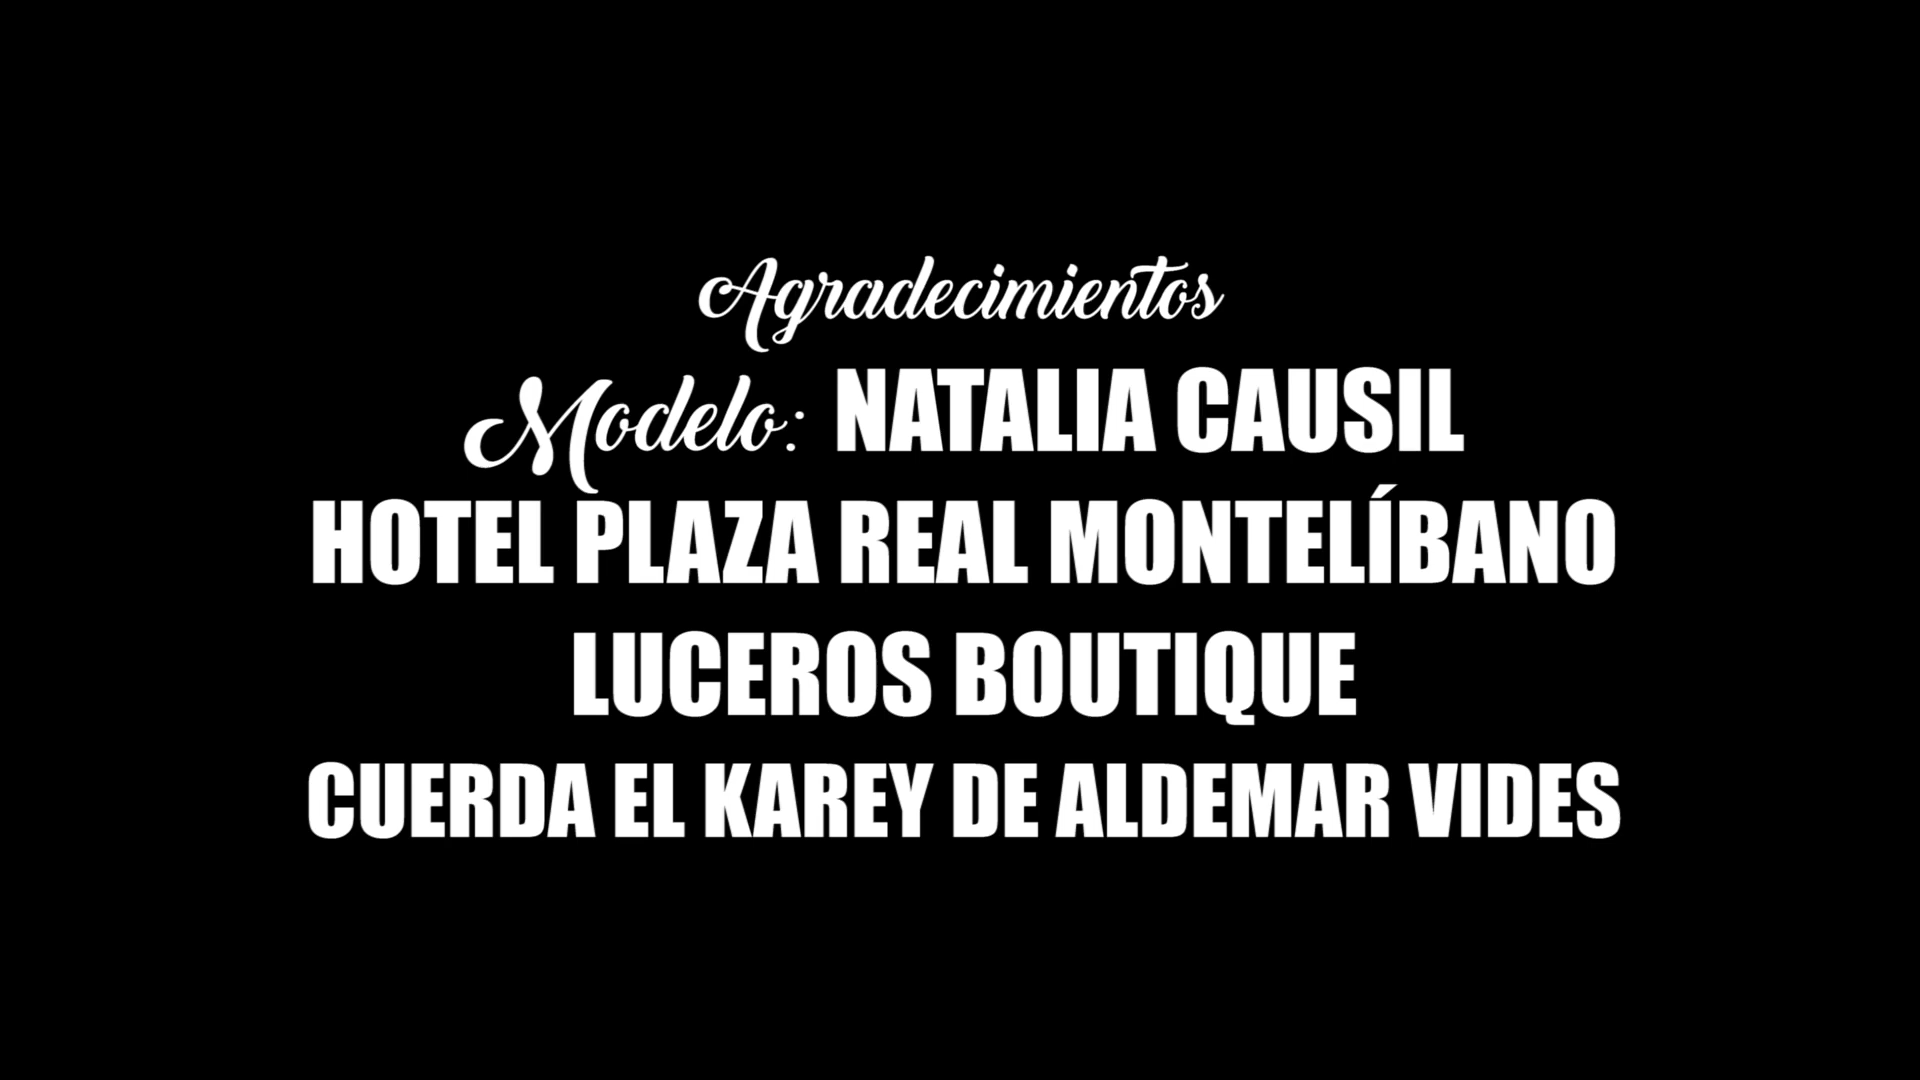 Agradecimientos
Modelo: NATALIA CAUSIL
HOTEL PLAZA REAL MONTELÍBANO
LUCEROS BOUTIQUE
CUERDA EL KAREY DE ALDEMAR VIDES